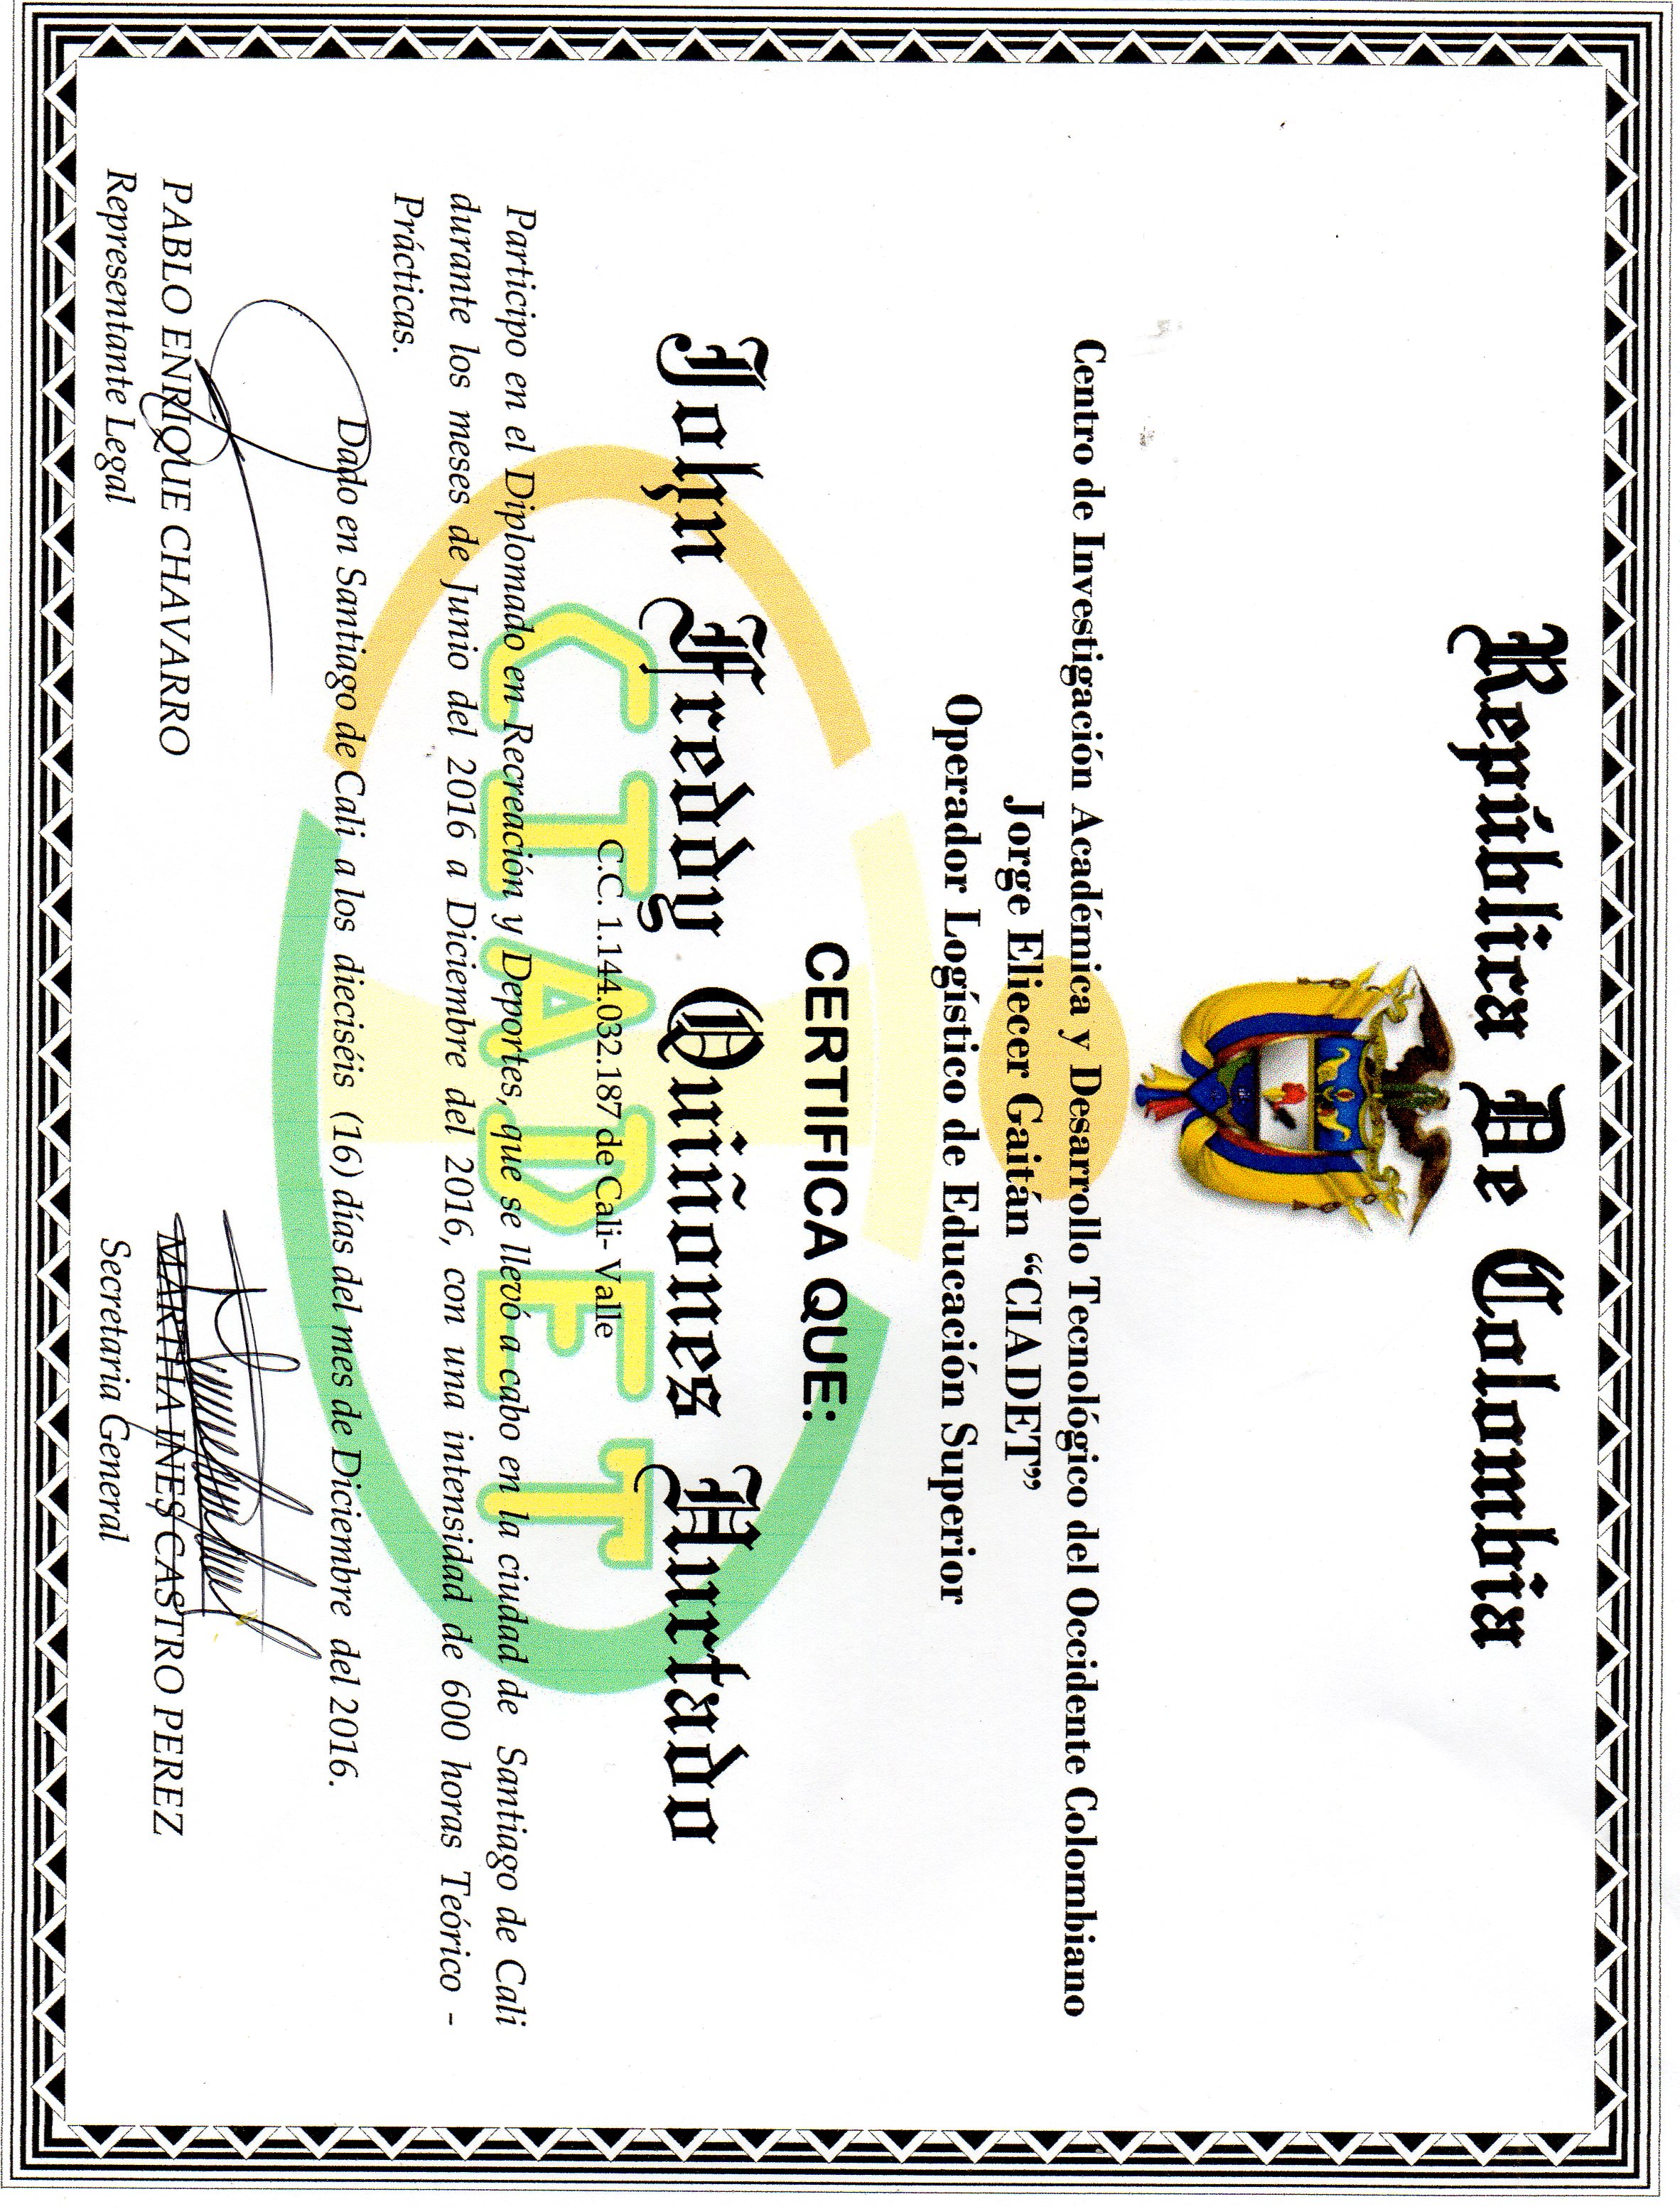 República De Colombia
Centro de Investigación Académica y Desarrollo Tecnológico del Occidente Colombiano
Jorge Eliecer Gaitán “CIADET”
Operador Logístico de Educación Superior
CERTIFICA QUE:
John Freddy Quiñones Hurtado
CIADET
C.C. 1.144.032.187 de Cali- Valle
Participo en el Diplomado en Recreación y Deportes, que se llevó a cabo en la ciudad de Santiago de Cali
durante los meses de Junio del 2016 a Diciembre del 2016, con una intensidad de 600 horas Teórico -
Prácticas.
Dado en Santiago de Cali a los dieciséis (16) días del mes de Diciembre del 2016.
PABLO ENRIQUE CHAVARRO
Representante Legal
MARTHA INES CASTRO PEREZ
Secretaria General